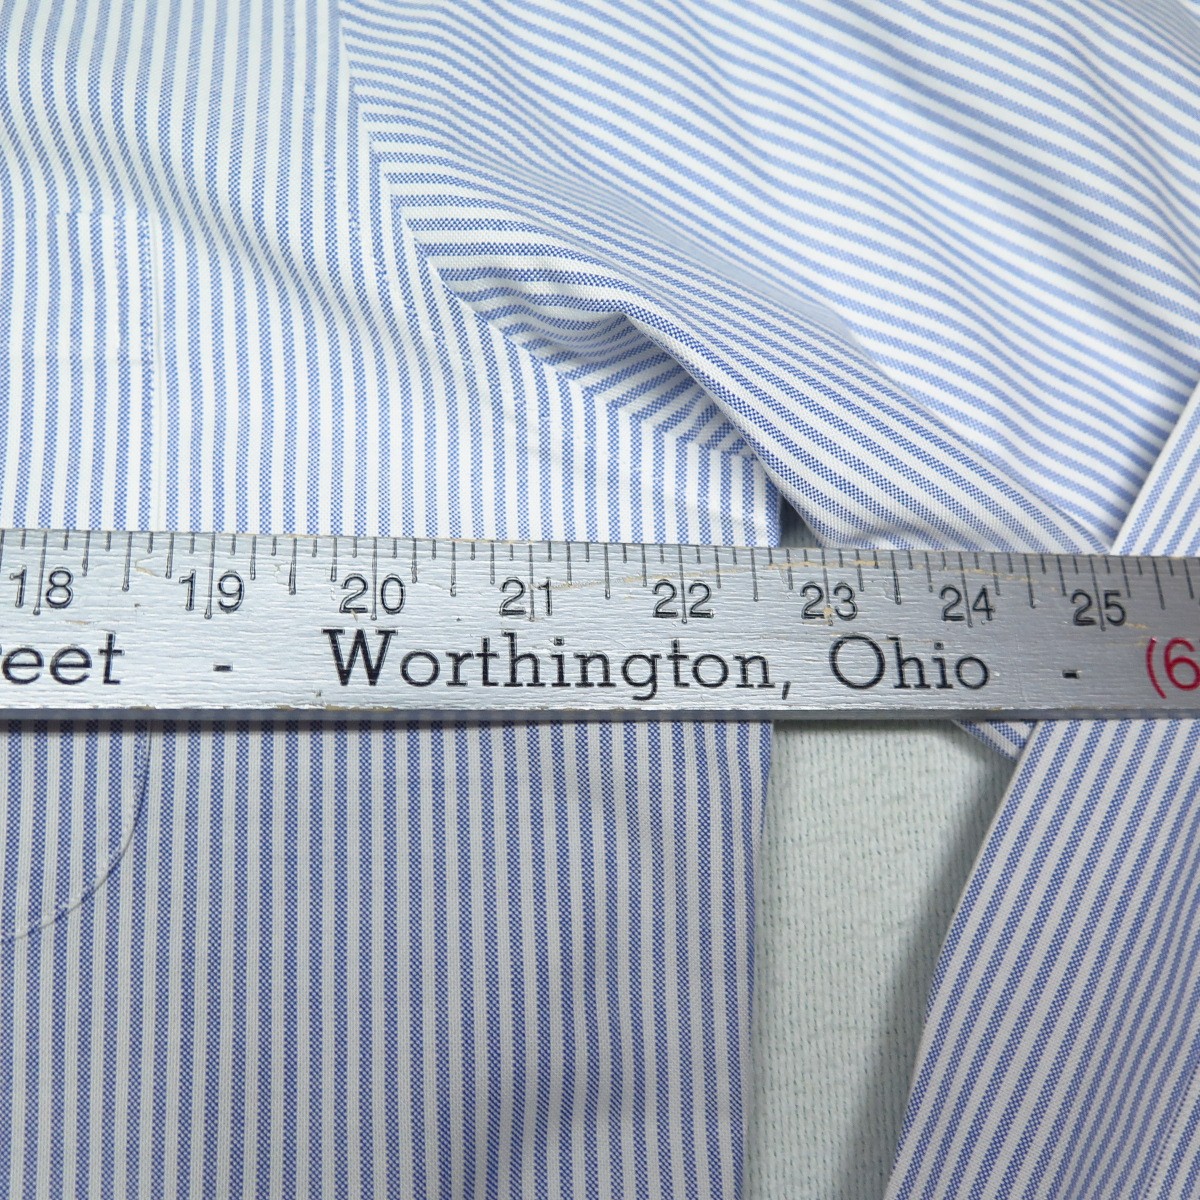 18 19 20 21 22 23 24 25
eet - Worthington, Ohio - (6